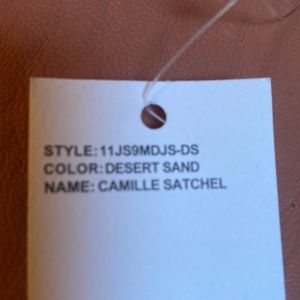 STYLE: 11JS9MDJS-DS
COLOR: DESERT SAND
NAME: CAMILLE SATCHEL